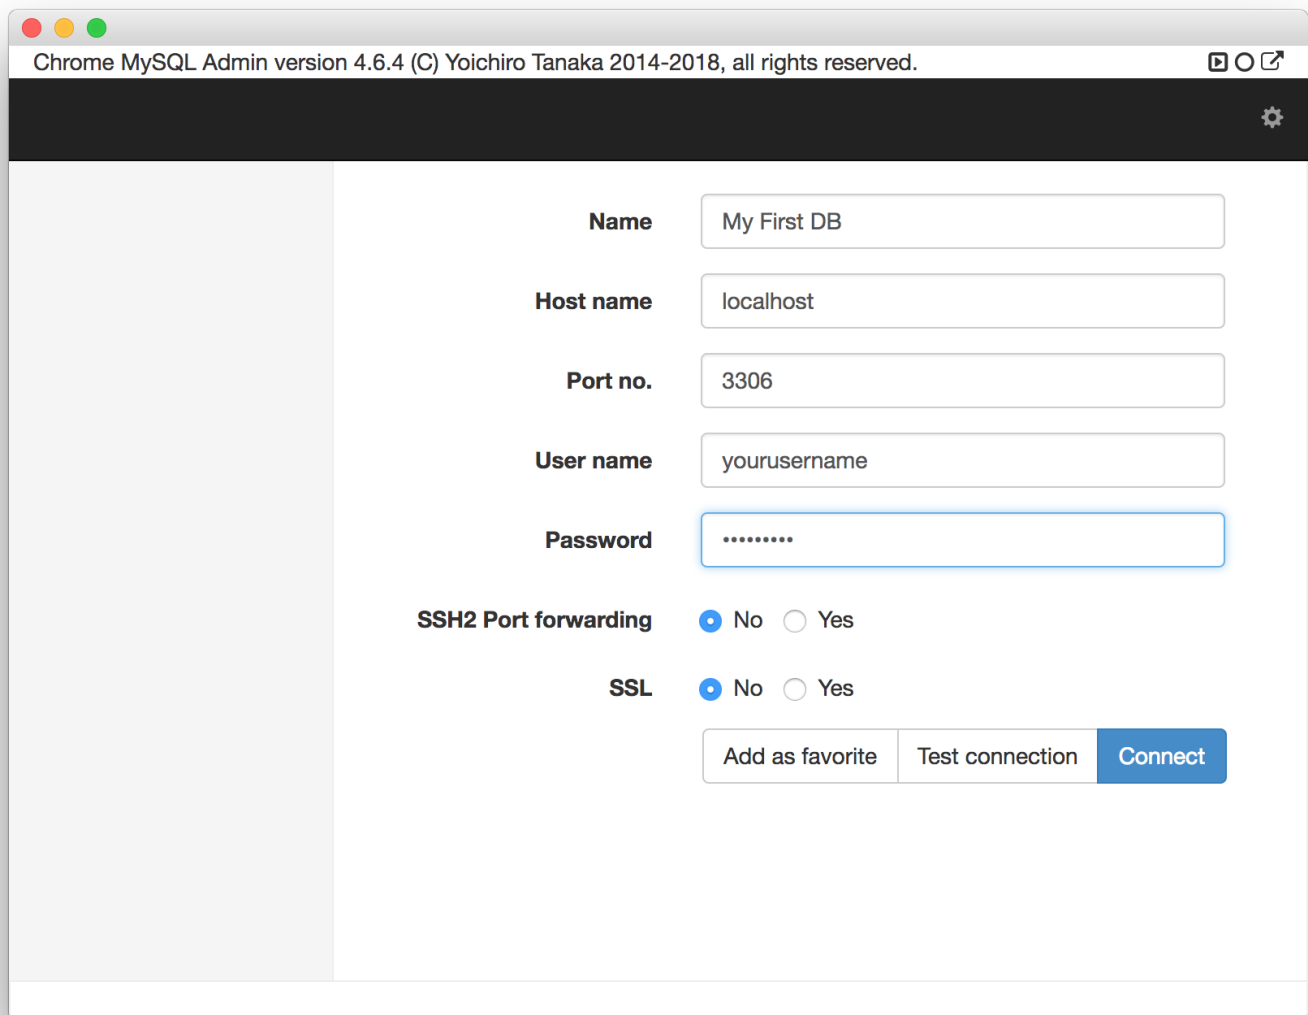 Chrome MySQL Admin version 4.6.4 (C) Yoichiro Tanaka 2014-2018, all rights reserved.
Name My First DB
Host name localhost
Port no. 3306
User name yourusername
Password •••••••••
SSH2 Port forwarding No Yes
SSL No Yes
Add as favorite Test connection Connect